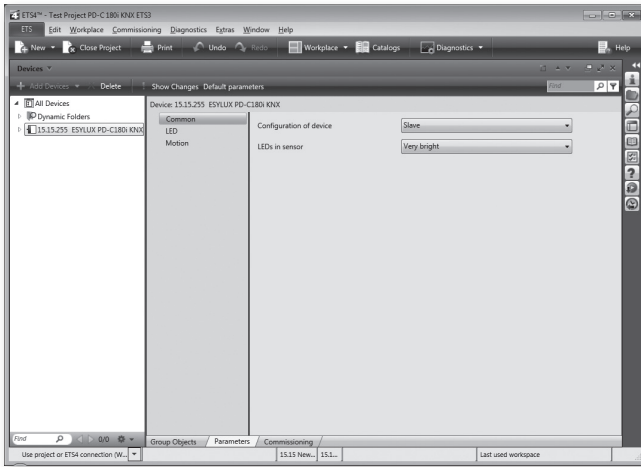 ETS4™ - Test Project PD-C 180i KNX ETS3
ETS Edit Workplace Commissioning Diagnostics Extras Window Help
New Close Project Print Undo Redo Workplace Catalogs Diagnostics Help
Devices
Add Devices Delete Show Changes Default parameters Find
All Devices
Dynamic Folders
15.15.255 ESYLUX PD-C180i KNX
Device: 15.15.255 ESYLUX PD-C180i KNX
Common
LED
Motion
Configuration of device Slave
LEDs in sensor Very bright
Find 0/0
Group Objects Parameters Commissioning
Use project or ETS4 connection (W... 15.15 New... 15.1... Last used workspace